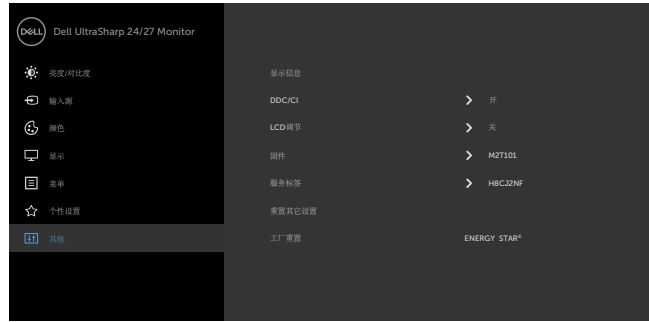 DELL Dell UltraSharp 24/27 Monitor
亮度/对比度 显示信息
输入源 DDC/CI 开
颜色 LCD调节 关
显示 固件 M2T101
菜单 服务标签 H8CJ2NF
个性设置 重置其它设置
其他 工厂重置 ENERGY STAR®